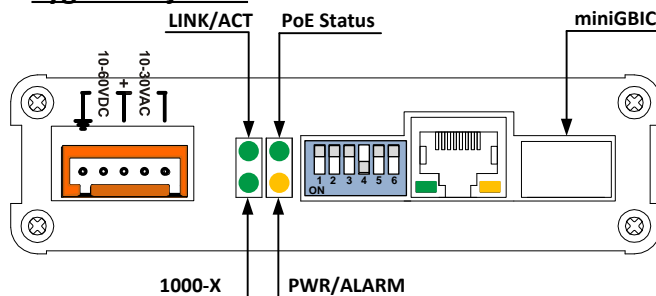 LINK/ACT
PoE Status
miniGBIC
10-60VDC
+
10-30VAC
1 2 3 4 5 6
ON
1000-X
PWR/ALARM